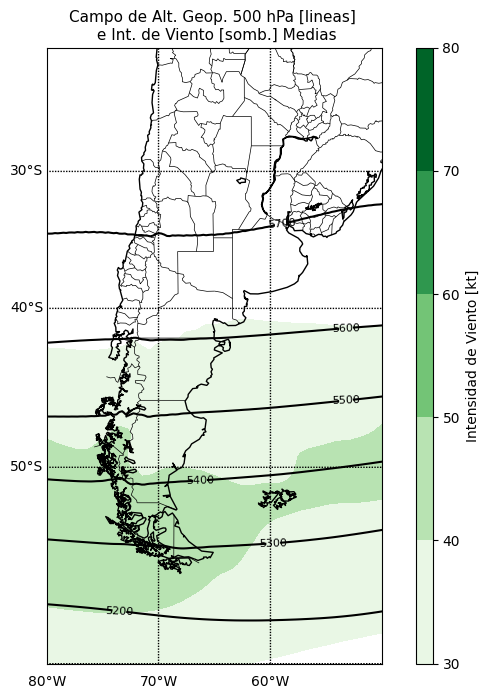 Campo de Alt. Geop. 500 hPa [lineas]
e Int. de Viento [somb.] Medias
80
70
60
50
40
30
Intensidad de Viento [kt]
30°S
40°S
50°S
5700
5600
5500
5400
5300
5200
80°W
70°W
60°W